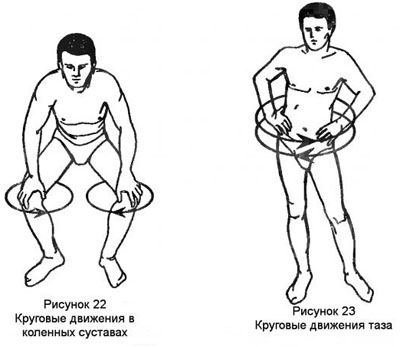 Рисунок 22
Круговые движения в
коленных суставах
Рисунок 23
Круговые движения таза